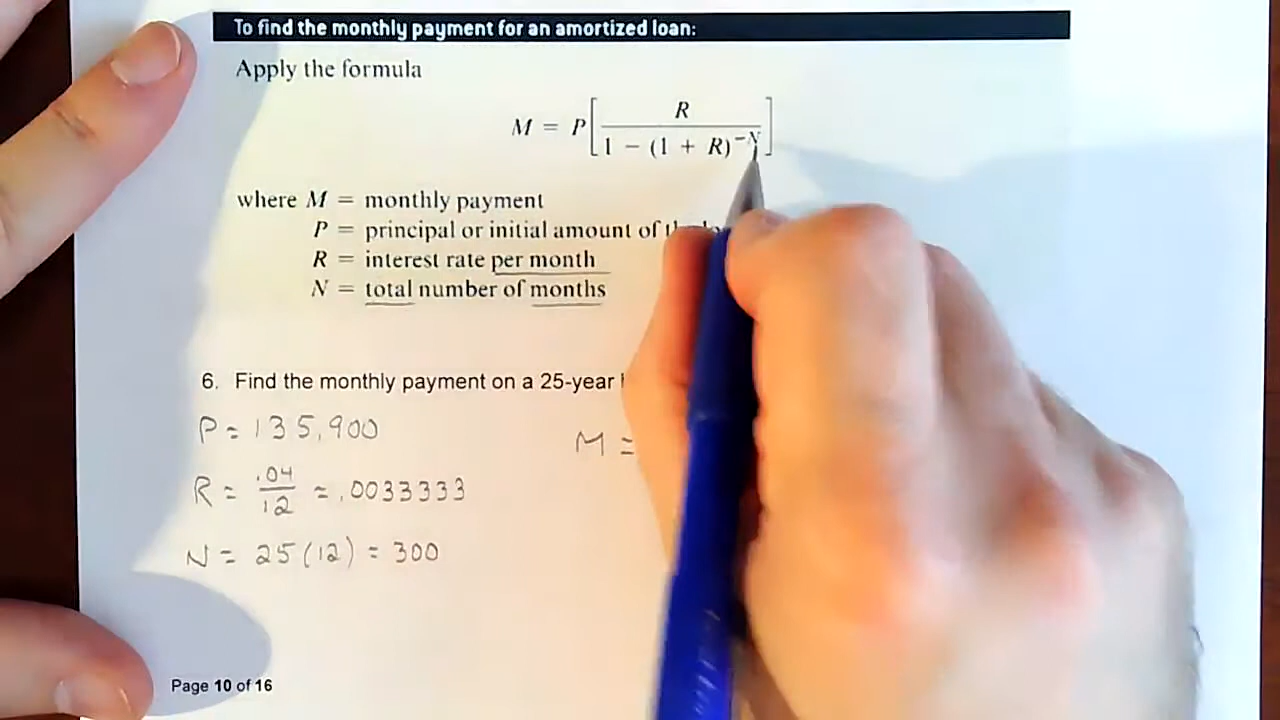 To find the monthly payment for an amortized loan:
Apply the formula
M = P[ R / 1 − (1 + R)^−N ]
where M = monthly payment
P = principal or initial amount of
R = interest rate per month
N = total number of months
6. Find the monthly payment on a 25-year
P = 135,900
M =
R = .04/12 = .0033333
N = 25(12) = 300
Page 10 of 16